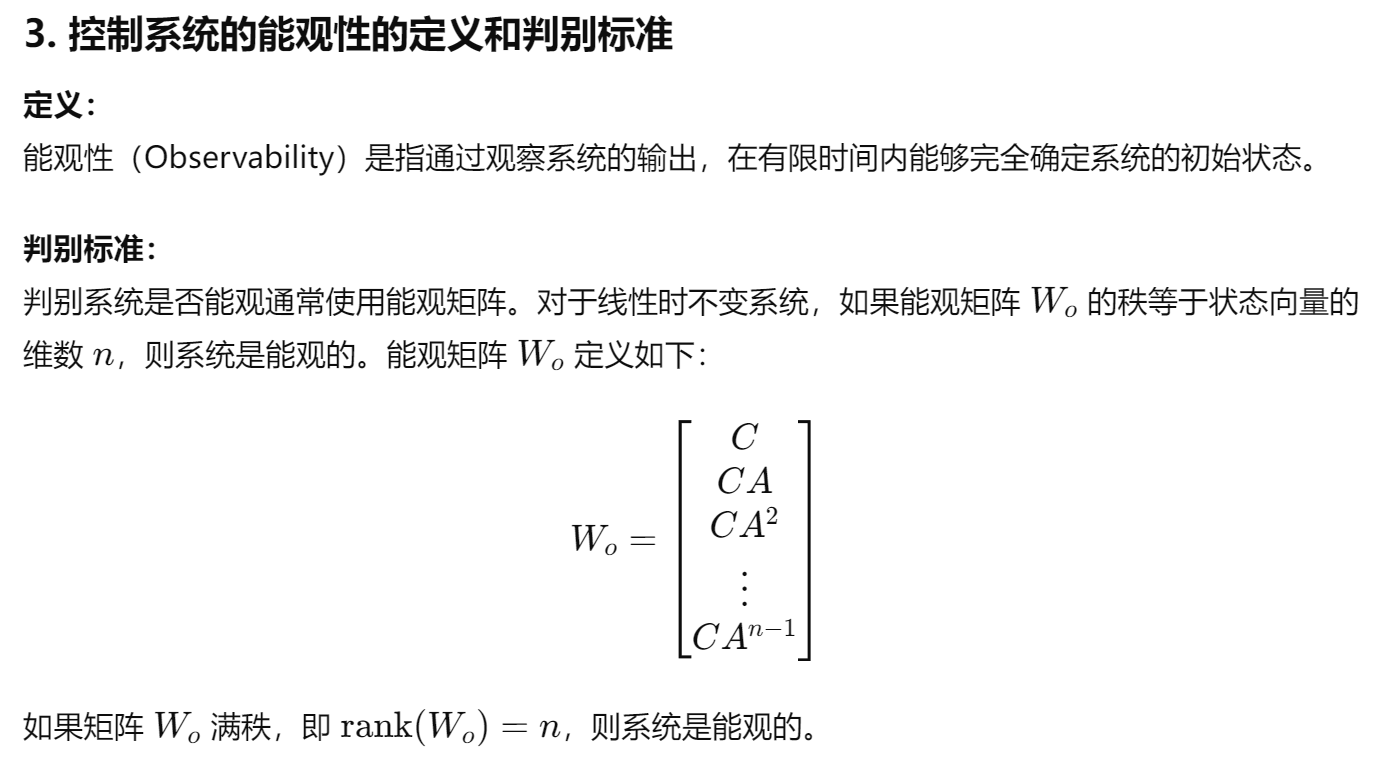 3. 控制系统的能观性的定义和判别标准
定义：
能观性（Observability）是指通过观察系统的输出，在有限时间内能够完全确定系统的初始状态。
判别标准：
判别系统是否能观通常使用能观矩阵。对于线性时不变系统，如果能观矩阵 W_o 的秩等于状态向量的
维数 n，则系统是能观的。能观矩阵 W_o 定义如下：
W_o = [
C
CA
CA^2
⋮
CA^{n−1}
]
如果矩阵 W_o 满秩，即 rank(W_o) = n，则系统是能观的。